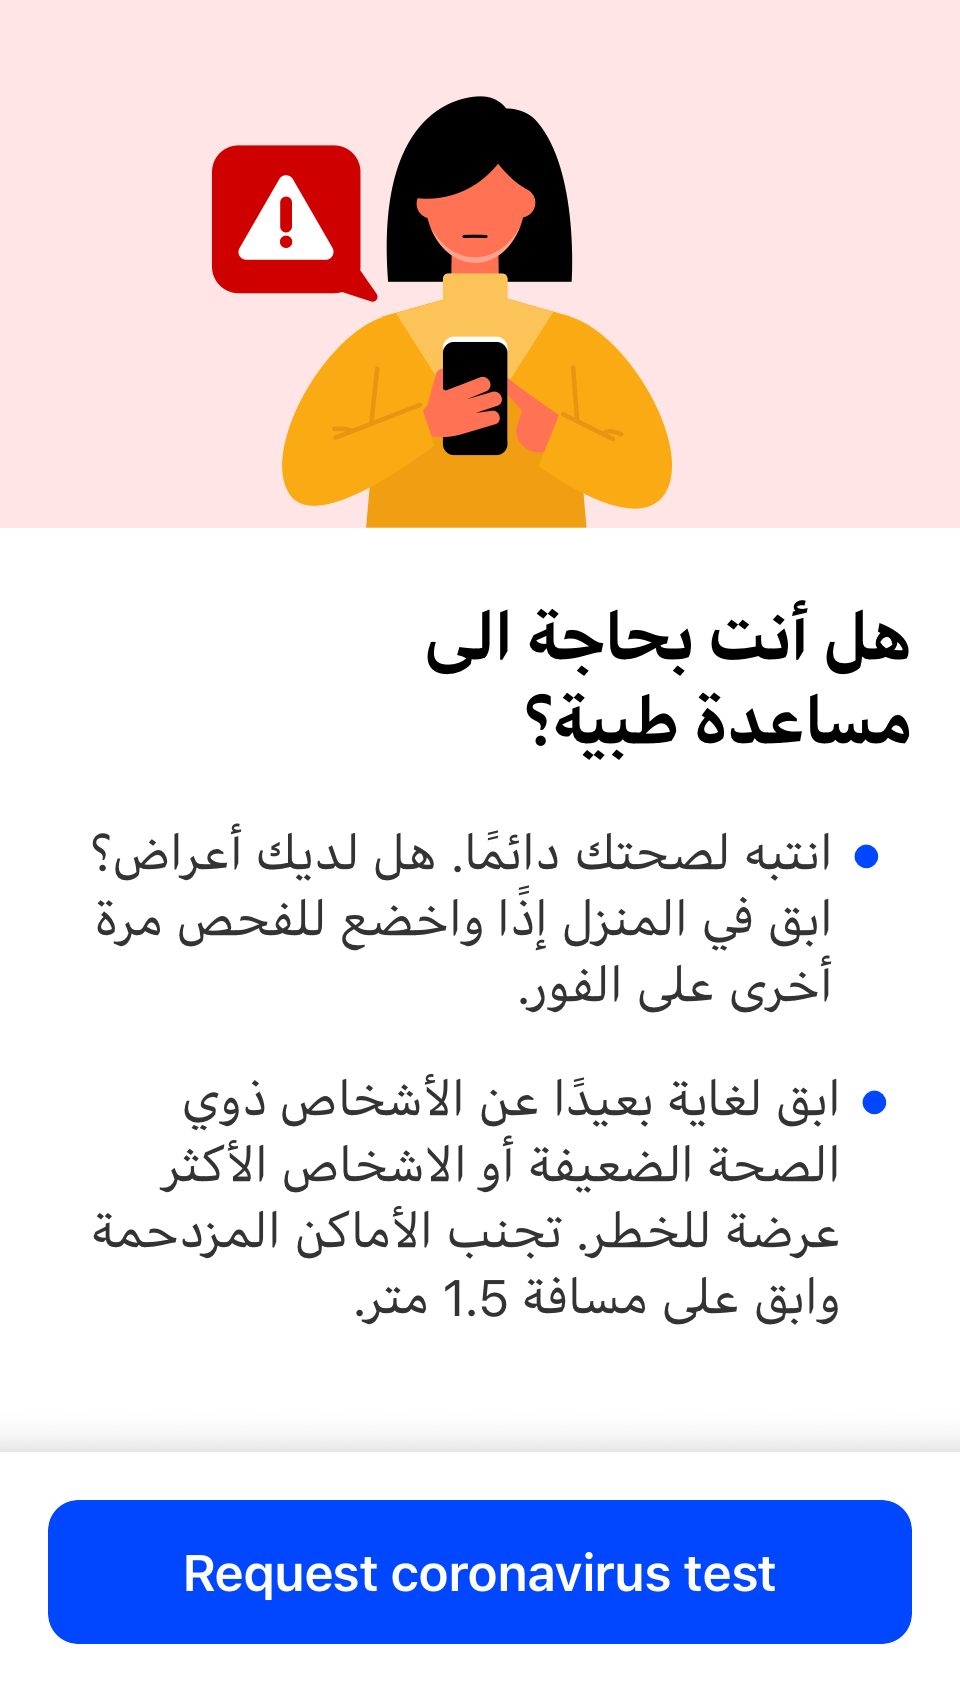 هل أنت بحاجة الى
مساعدة طبية؟
انتبه لصحتك دائمًا. هل لديك أعراض؟
ابق في المنزل إذًا واخضع للفحص مرة
أخرى على الفور.
ابق لغاية بعيدًا عن الأشخاص ذوي
الصحة الضعيفة أو الاشخاص الأكثر
عرضة للخطر. تجنب الأماكن المزدحمة
وابق على مسافة 1.5 متر.
Request coronavirus test